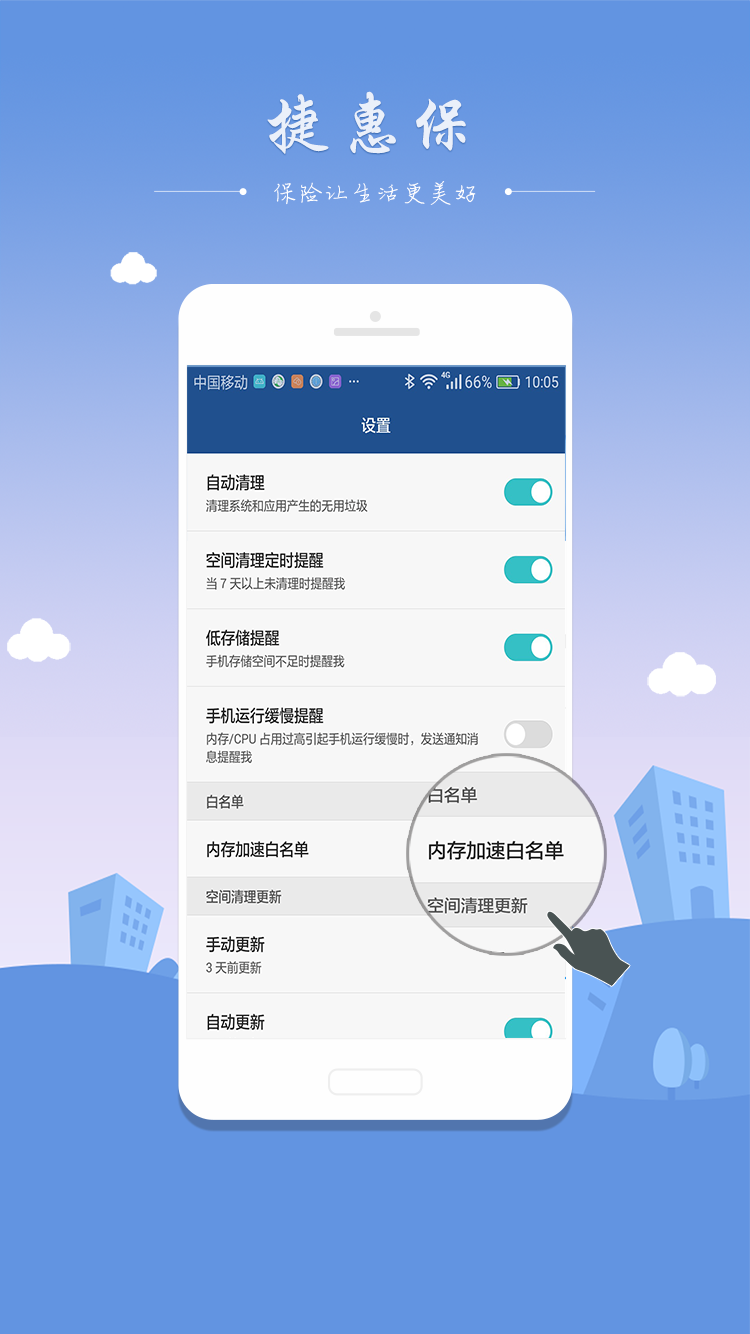 捷惠保
保险让生活更美好
中国移动 ··· 4G 66% 10:05
设置
自动清理
清理系统和应用产生的无用垃圾
空间清理定时提醒
当 7 天以上未清理时提醒我
低存储提醒
手机存储空间不足时提醒我
手机运行缓慢提醒
内存/CPU 占用过高引起手机运行缓慢时，发送通知消
息提醒我
白名单
白名单
内存加速白名单
内存加速白名单
空间清理更新
空间清理更新
手动更新
3 天前更新
自动更新